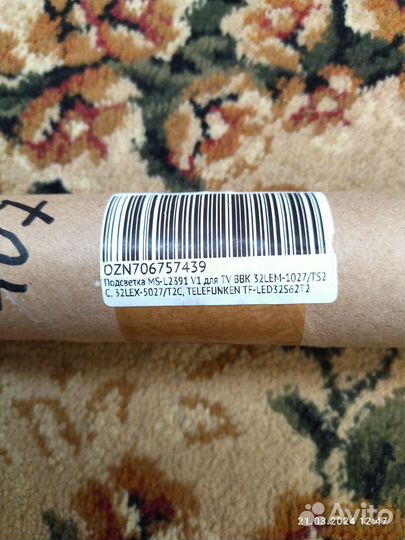 407
OZN706757439
Подсветка MS-L2391 V1 для TV BBK 32LEM-1027/TS2
C, 32LEX-5027/T2C, TELEFUNKEN TF-LED32S62T2
21.03.2024 12:47
Avito